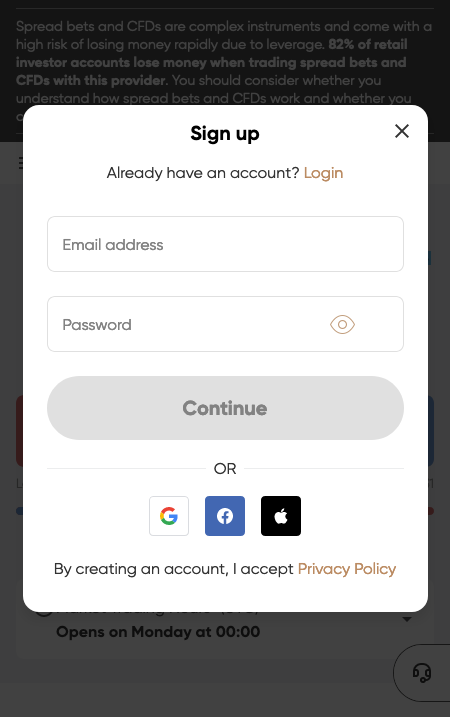 Spread bets and CFDs are complex instruments and come with a
high risk of losing money rapidly due to leverage. 82% of retail
investor accounts lose money when trading spread bets and
CFDs with this provider. You should consider whether you
understand how spread bets and CFDs work and whether you
Sign up
Already have an account? Login
Email address
Password
Continue
OR
By creating an account, I accept Privacy Policy
Opens on Monday at 00:00